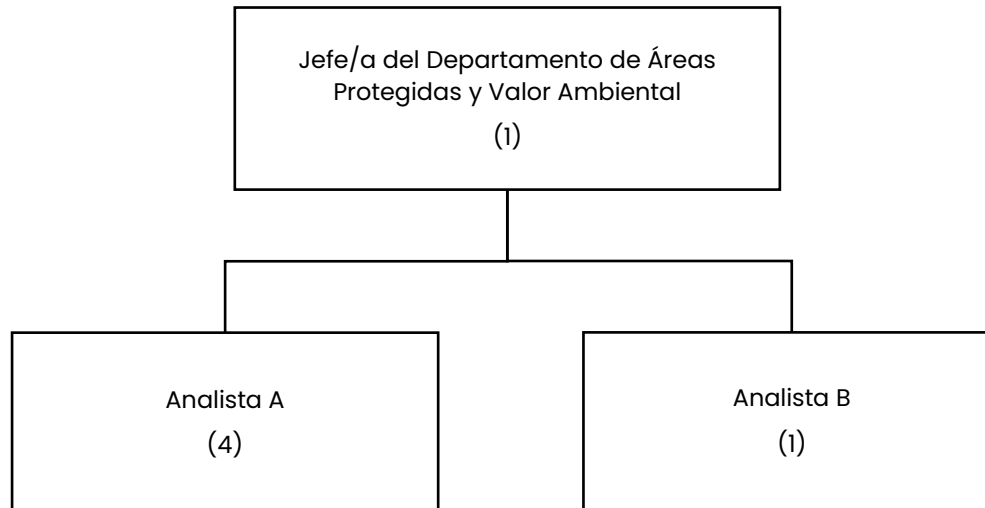 Jefe/a del Departamento de Áreas
Protegidas y Valor Ambiental
(1)
Analista A
(4)
Analista B
(1)